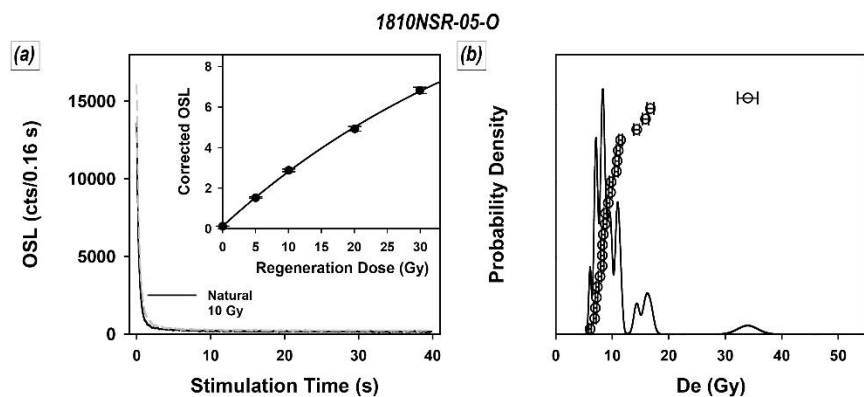 1810NSR-05-O
(a)
OSL (cts/0.16 s)
15000
10000
5000
0
0
10
20
30
40
Stimulation Time (s)
Natural
10 Gy
Corrected OSL
8
6
4
2
0
0
5
10
20
30
Regeneration Dose (Gy)
(b)
Probability Density
0
10
20
30
40
50
De (Gy)